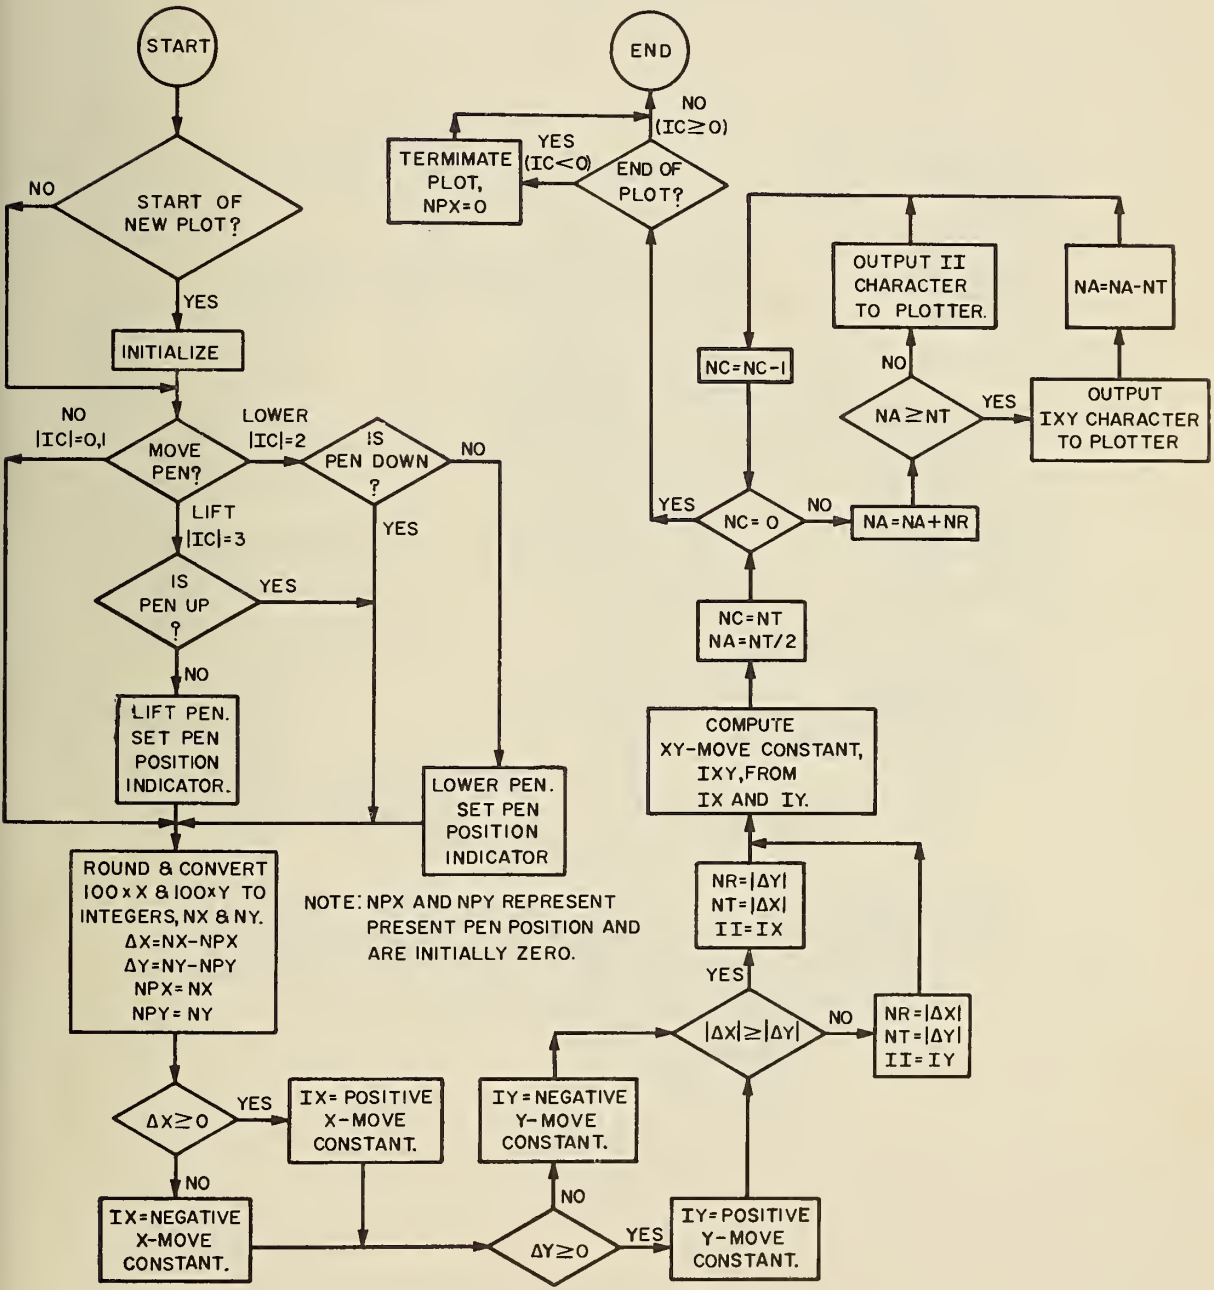 START
START OF
NEW PLOT?
NO
YES
INITIALIZE
NO
|IC|=0,1
MOVE
PEN?
LOWER
|IC|=2
IS
PEN DOWN
?
NO
YES
LIFT
|IC|=3
IS
PEN UP
?
YES
NO
LIFT PEN.
SET PEN
POSITION
INDICATOR.
LOWER PEN.
SET PEN
POSITION
INDICATOR
ROUND & CONVERT
100×X & 100×Y TO
INTEGERS, NX & NY.
ΔX=NX-NPX
ΔY=NY-NPY
NPX=NX
NPY=NY
NOTE: NPX AND NPY REPRESENT
PRESENT PEN POSITION AND
ARE INITIALLY ZERO.
ΔX≥0
YES
IX=POSITIVE
X-MOVE
CONSTANT.
NO
IX=NEGATIVE
X-MOVE
CONSTANT.
ΔY≥0
NO
IY=NEGATIVE
Y-MOVE
CONSTANT.
YES
IY=POSITIVE
Y-MOVE
CONSTANT.
|ΔX|≥|ΔY|
YES
NR=|ΔY|
NT=|ΔX|
II=IX
NO
NR=|ΔX|
NT=|ΔY|
II=IY
COMPUTE
XY-MOVE CONSTANT,
IXY, FROM
IX AND IY.
NC=NT
NA=NT/2
NC=0
YES
NO
NA=NA+NR
NA≥NT
NO
YES
OUTPUT II
CHARACTER
TO PLOTTER.
OUTPUT
IXY CHARACTER
TO PLOTTER
NA=NA-NT
NC=NC-1
END OF
PLOT?
YES
(IC<0)
TERMIMATE
PLOT,
NPX=0
NO
(IC≥0)
END